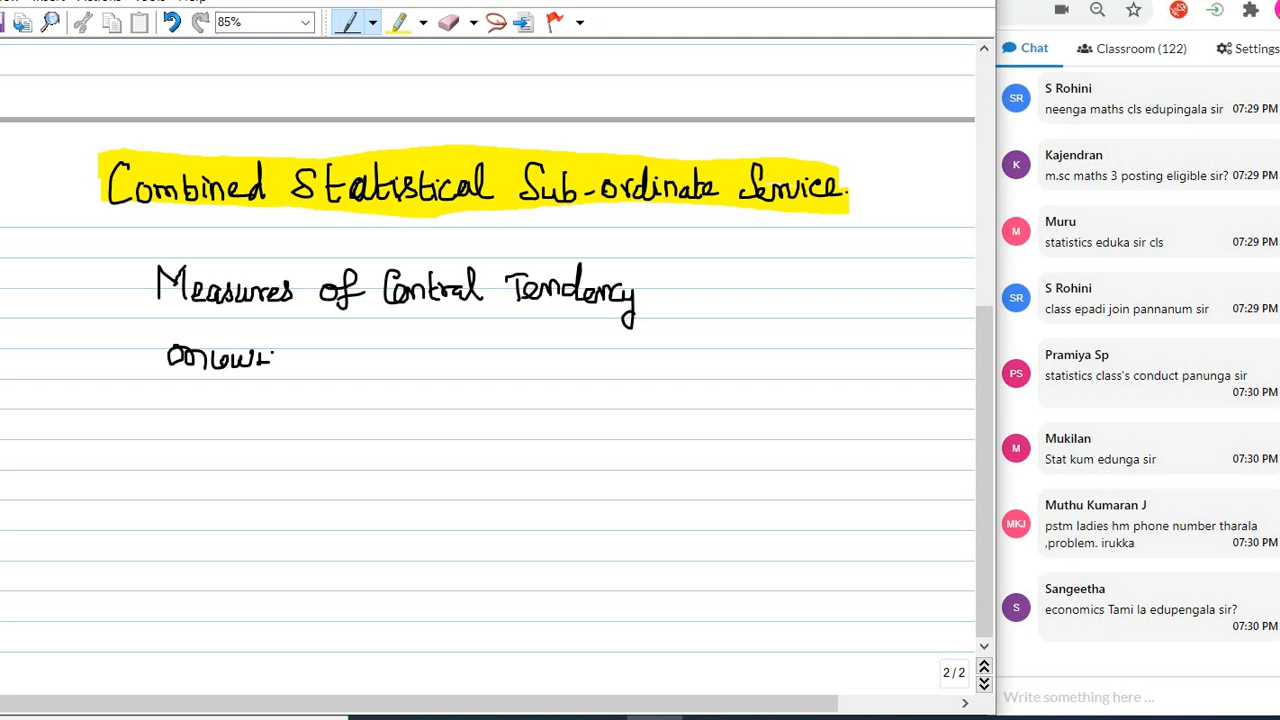 85%
Combined Statistical Sub-ordinate Service.
Measures of Central Tendency
2/2
Chat
Classroom (122)
Settings
SR
S Rohini
neenga maths cls edupingala sir
07:29 PM
K
Kajendran
m.sc maths 3 posting eligible sir?
07:29 PM
M
Muru
statistics eduka sir cls
07:29 PM
SR
S Rohini
class epadi join pannanum sir
07:29 PM
PS
Pramiya Sp
statistics class's conduct panunga sir
07:30 PM
M
Mukilan
Stat kum edunga sir
07:30 PM
MKJ
Muthu Kumaran J
pstm ladies hm phone number tharala
,problem. irukka
07:30 PM
S
Sangeetha
economics Tami la edupengala sir?
07:30 PM
Write something here ...